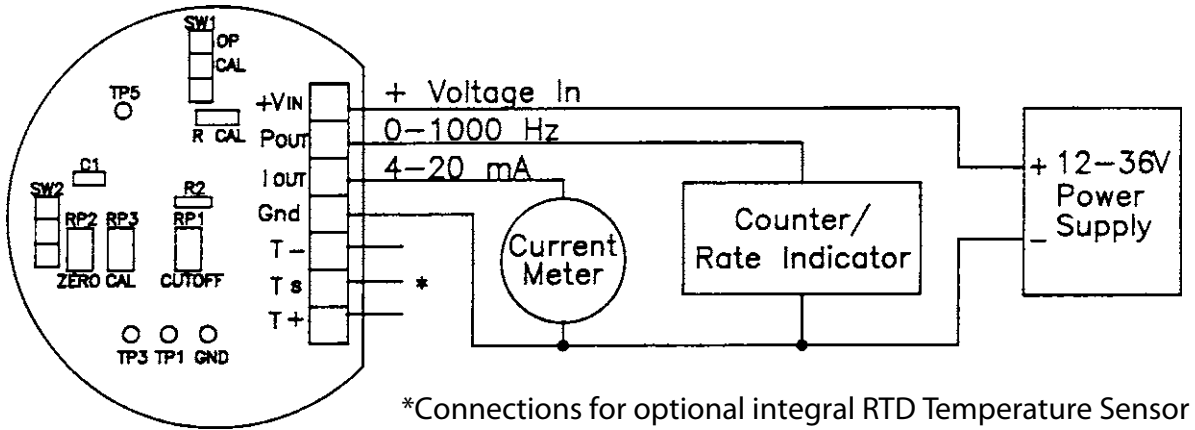 SW1
OP
CAL
TP5
R CAL
C1
SW2
R2
RP2
RP3
RP1
ZERO
CAL
CUTOFF
TP3
TP1
GND
+VIN
POUT
IOUT
Gnd
T-
Ts
T+
+ Voltage In
0-1000 Hz
4-20 mA
*
Current
Meter
Counter/
Rate Indicator
+ 12-36V
Power
- Supply
*Connections for optional integral RTD Temperature Sensor